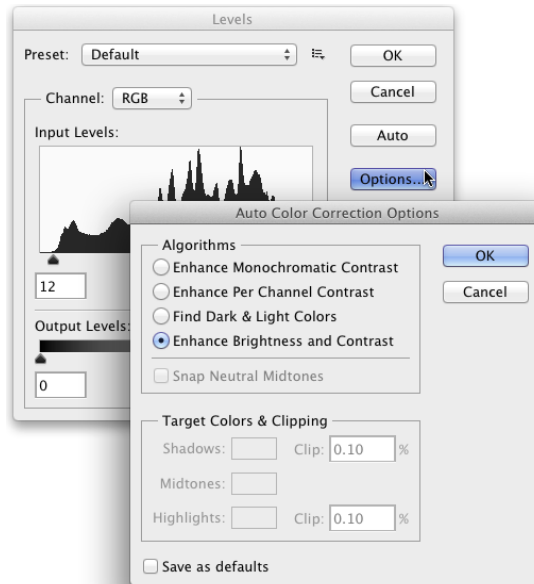 Levels
Preset: Default
OK
Cancel
Channel: RGB
Auto
Input Levels:
Options...
12
Output Levels:
0
Auto Color Correction Options
Algorithms
Enhance Monochromatic Contrast
Enhance Per Channel Contrast
Find Dark & Light Colors
Enhance Brightness and Contrast
Snap Neutral Midtones
OK
Cancel
Target Colors & Clipping
Shadows: Clip: 0.10 %
Midtones:
Highlights: Clip: 0.10 %
Save as defaults